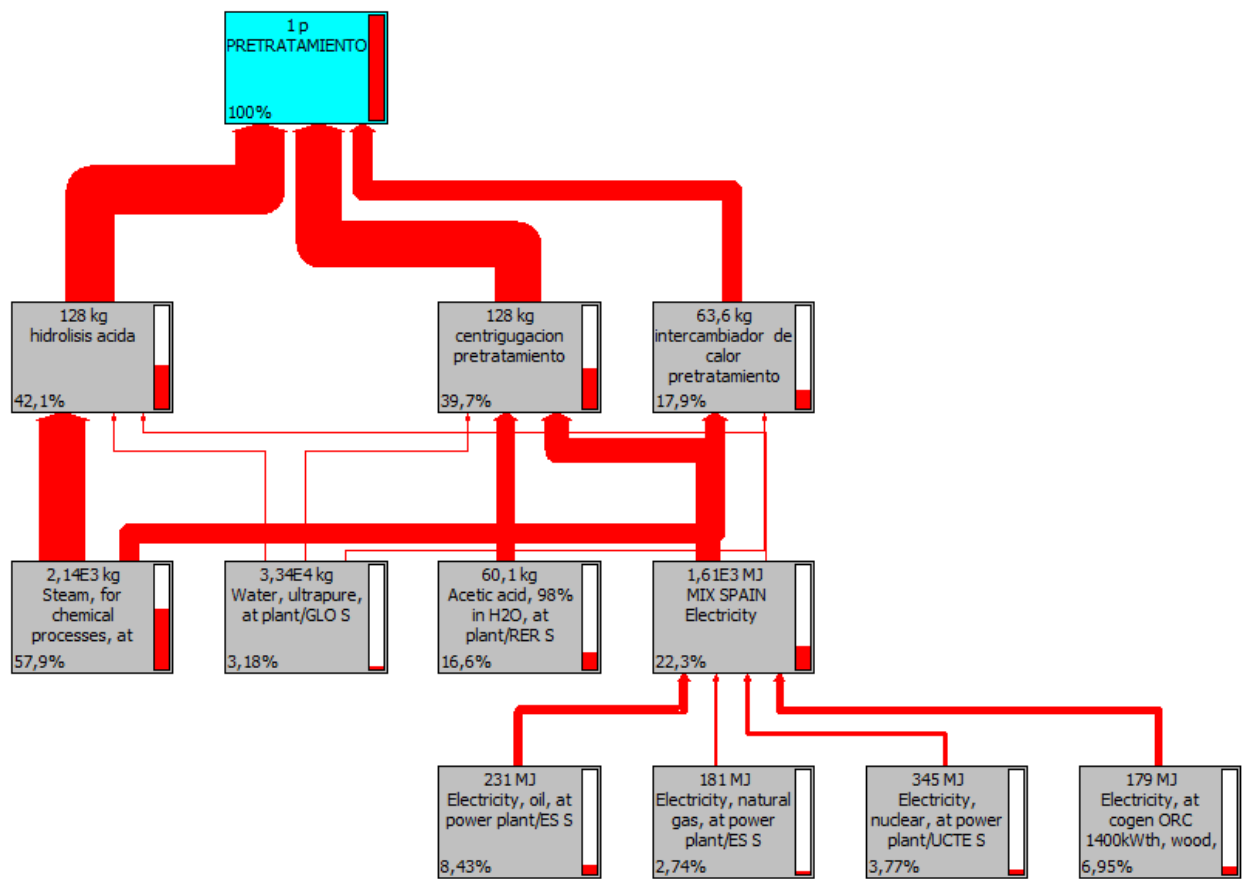 1 p
PRETRATAMIENTO
100%
128 kg
hidrolisis acida
42,1%
128 kg
centrigugacion
pretratamiento
39,7%
63,6 kg
intercambiador de
calor
pretratamiento
17,9%
2,14E3 kg
Steam, for
chemical
processes, at
57,9%
3,34E4 kg
Water, ultrapure,
at plant/GLO S
3,18%
60,1 kg
Acetic acid, 98%
in H2O, at
plant/RER S
16,6%
1,61E3 MJ
MIX SPAIN
Electricity
22,3%
231 MJ
Electricity, oil, at
power plant/ES S
8,43%
181 MJ
Electricity, natural
gas, at power
plant/ES S
2,74%
345 MJ
Electricity,
nuclear, at power
plant/UCTE S
3,77%
179 MJ
Electricity, at
cogen ORC
1400kWth, wood,
6,95%